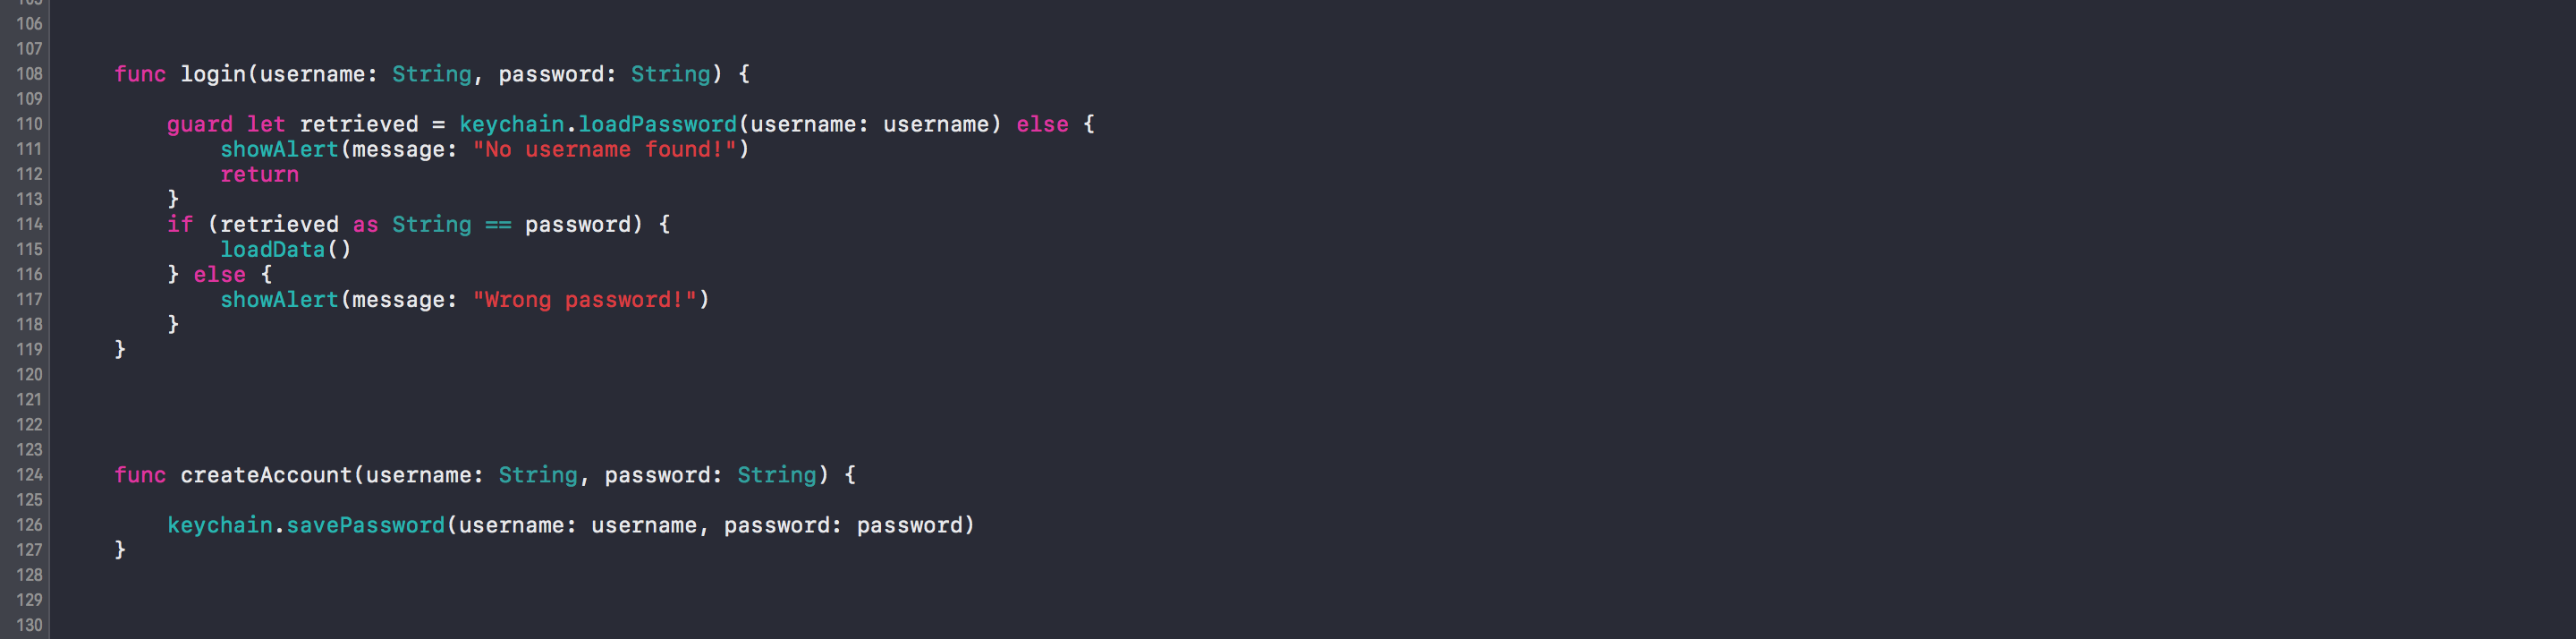 106
107
108 func login(username: String, password: String) {
109
110 guard let retrieved = keychain.loadPassword(username: username) else {
111 showAlert(message: "No username found!")
112 return
113 }
114 if (retrieved as String == password) {
115 loadData()
116 } else {
117 showAlert(message: "Wrong password!")
118 }
119 }
120
121
122
123
124 func createAccount(username: String, password: String) {
125
126 keychain.savePassword(username: username, password: password)
127 }
128
129
130